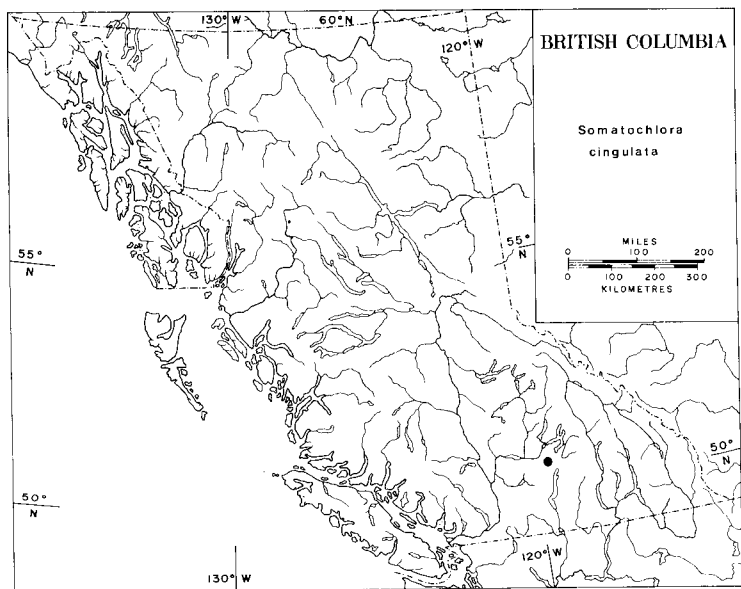 130° W
60° N
120° W
BRITISH COLUMBIA
Somatochlora
cingulata
55°
N
55°
N
MILES
0 100 200
0 100 200 300
KILOMETRES
50°
N
50°
N
130° W
120° W